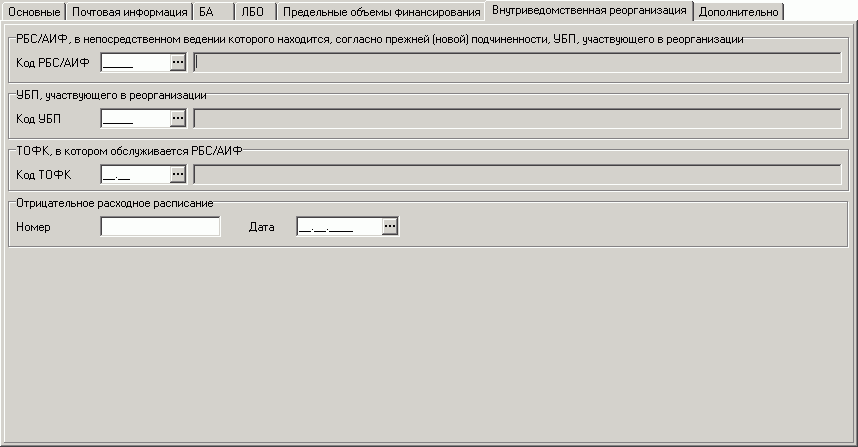 Основные Почтовая информация БА ЛБО Предельные объемы финансирования Внутриведомственная реорганизация Дополнительно
РБС/АИФ, в непосредственном ведении которого находится, согласно прежней (новой) подчиненности, УБП, участвующего в реорганизации
Код РБС/АИФ _____ ...
УБП, участвующего в реорганизации
Код УБП _____ ...
ТОФК, в котором обслуживается РБС/АИФ
Код ТОФК __.__ ...
Отрицательное расходное расписание
Номер Дата __.__.____ ...